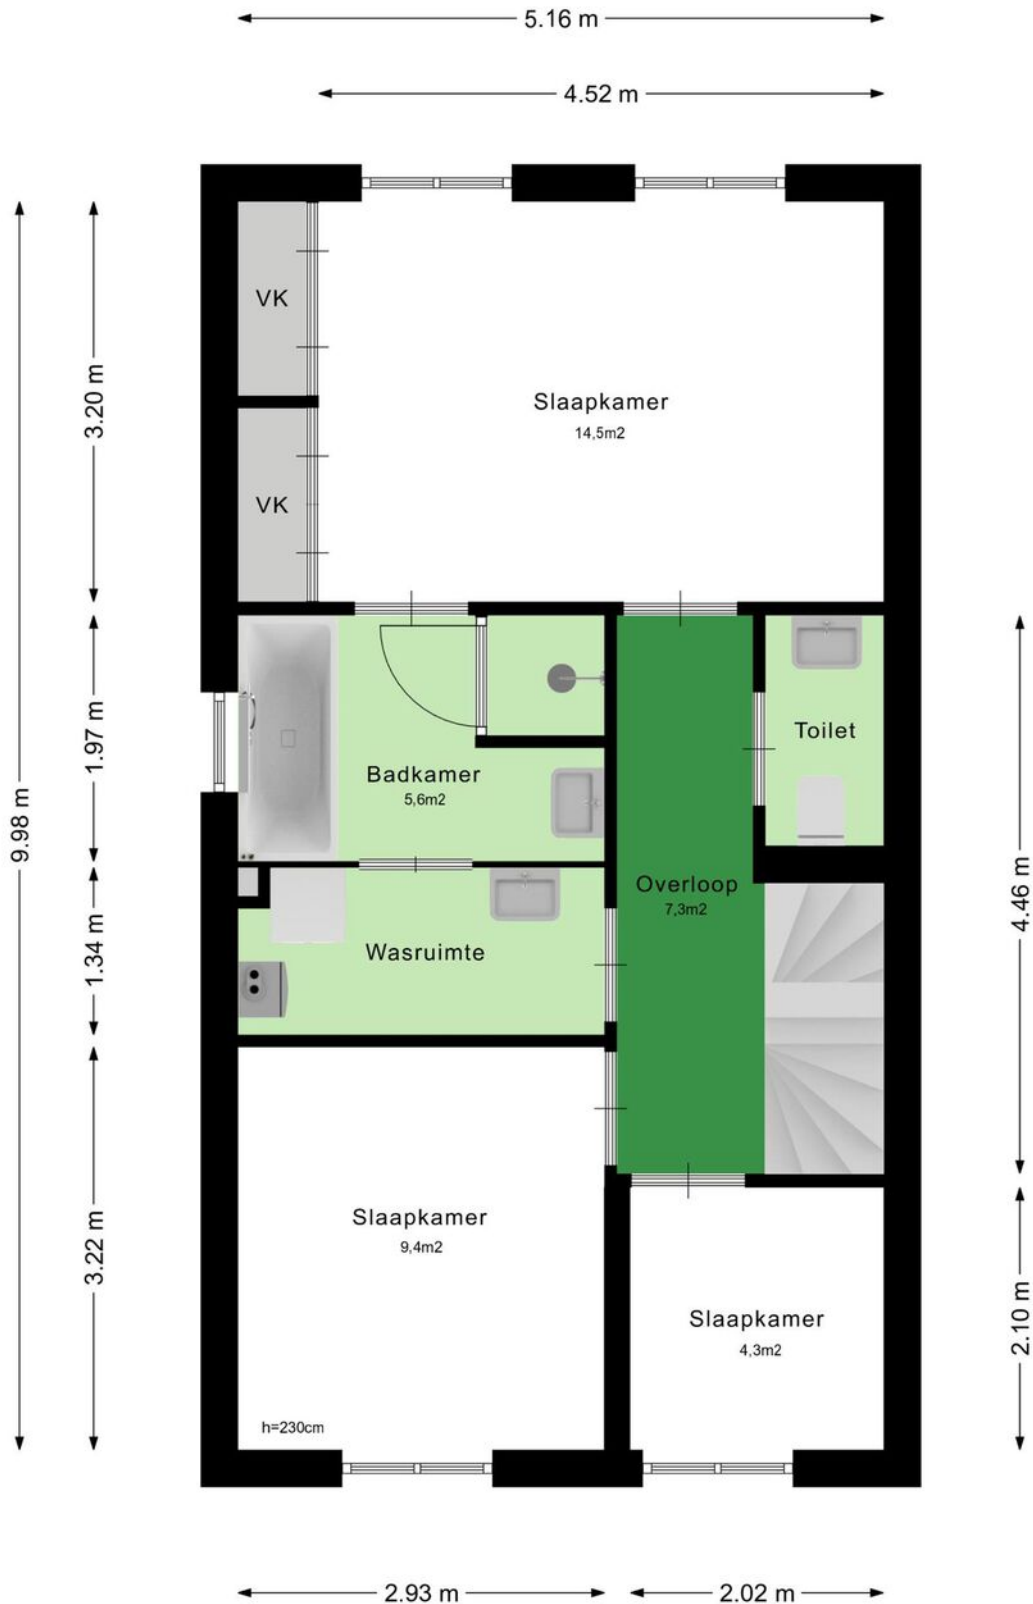 5.16 m
4.52 m
VK
3.20 m
Slaapkamer
14,5m2
VK
1.97 m
Toilet
Badkamer
5,6m2
9.98 m
Overloop
7,3m2
4.46 m
1.34 m
Wasruimte
Slaapkamer
9,4m2
3.22 m
Slaapkamer
4,3m2
2.10 m
h=230cm
2.93 m
2.02 m